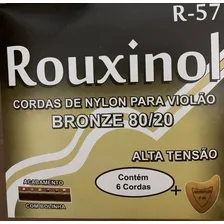 R-57
Rouxinol
CORDAS DE NYLON PARA VIOLÃO
BRONZE 80/20
ALTA TENSÃO
ACABAMENTO
COM BOLINHA
Contém
6 Cordas
+